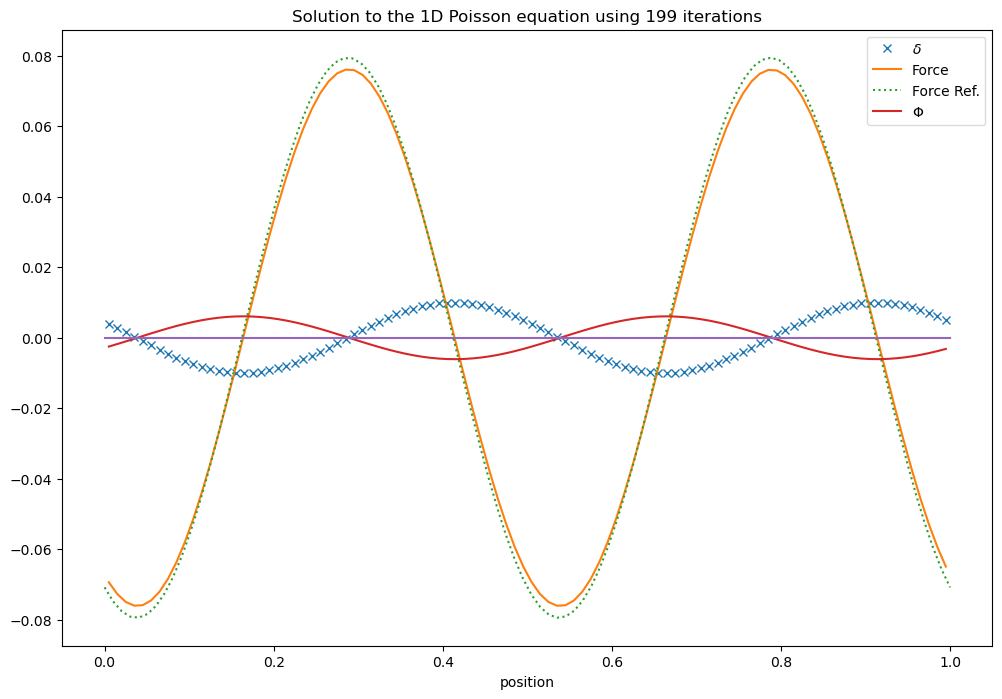 Solution to the 1D Poisson equation using 199 iterations
δ
Force
Force Ref.
Φ
0.08
0.06
0.04
0.02
0.00
−0.02
−0.04
−0.06
−0.08
0.0 0.2 0.4 0.6 0.8 1.0
position